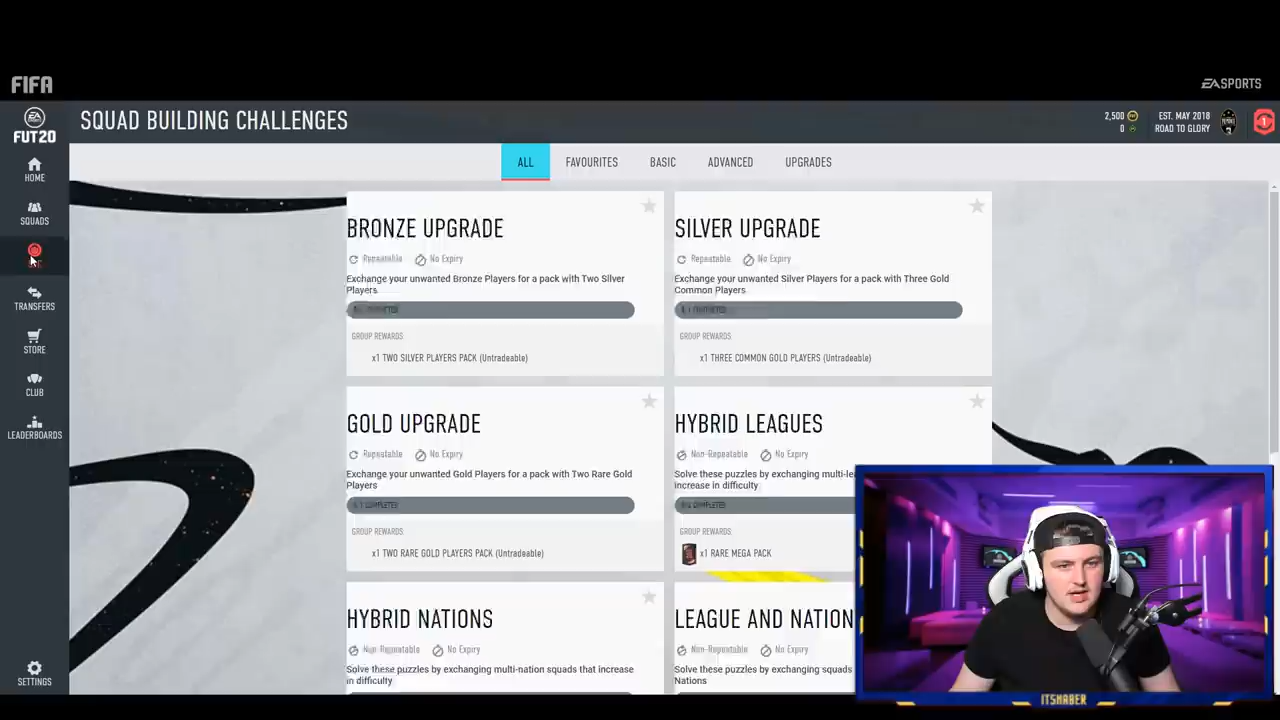 FIFA
EA SPORTS
FUT20
SQUAD BUILDING CHALLENGES
2,500
0
EST. MAY 2018
ROAD TO GLORY
1
HOME
SQUADS
TRANSFERS
STORE
CLUB
LEADERBOARDS
SETTINGS
ALL
FAVOURITES
BASIC
ADVANCED
UPGRADES
BRONZE UPGRADE
Repeatable
No Expiry
Exchange your unwanted Bronze Players for a pack with Two Silver
Players
GROUP REWARDS
x1 TWO SILVER PLAYERS PACK (Untradeable)
SILVER UPGRADE
Repeatable
No Expiry
Exchange your unwanted Silver Players for a pack with Three Gold
Common Players
GROUP REWARDS
x1 THREE COMMON GOLD PLAYERS (Untradeable)
GOLD UPGRADE
Repeatable
No Expiry
Exchange your unwanted Gold Players for a pack with Two Rare Gold
Players
GROUP REWARDS
x1 TWO RARE GOLD PLAYERS PACK (Untradeable)
HYBRID LEAGUES
Non-Repeatable
No Expiry
Solve these puzzles by exchanging multi-le
increase in difficulty
GROUP REWARDS
x1 RARE MEGA PACK
HYBRID NATIONS
Non-Repeatable
No Expiry
Solve these puzzles by exchanging multi-nation squads that increase
in difficulty
LEAGUE AND NATION
Non-Repeatable
No Expiry
Solve these puzzles by exchanging squads
Nations
ITSHABER